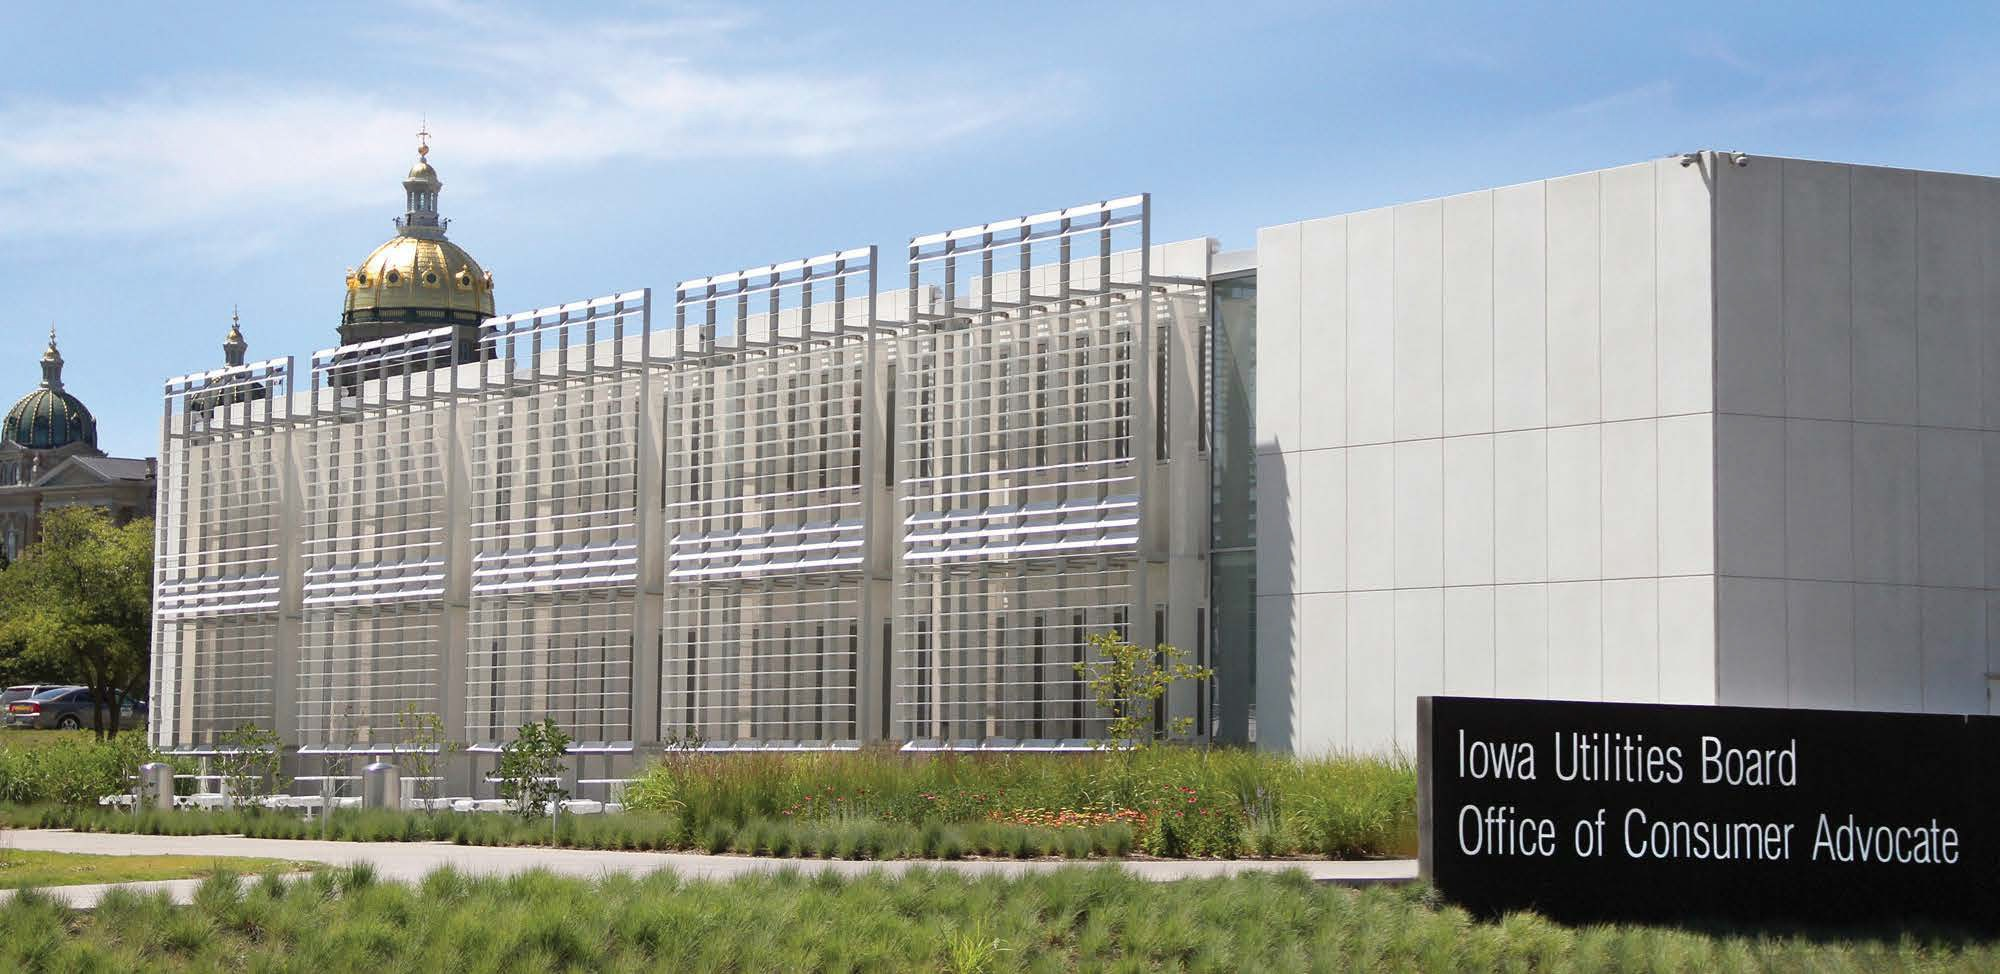 Iowa Utilities Board
Office of Consumer Advocate